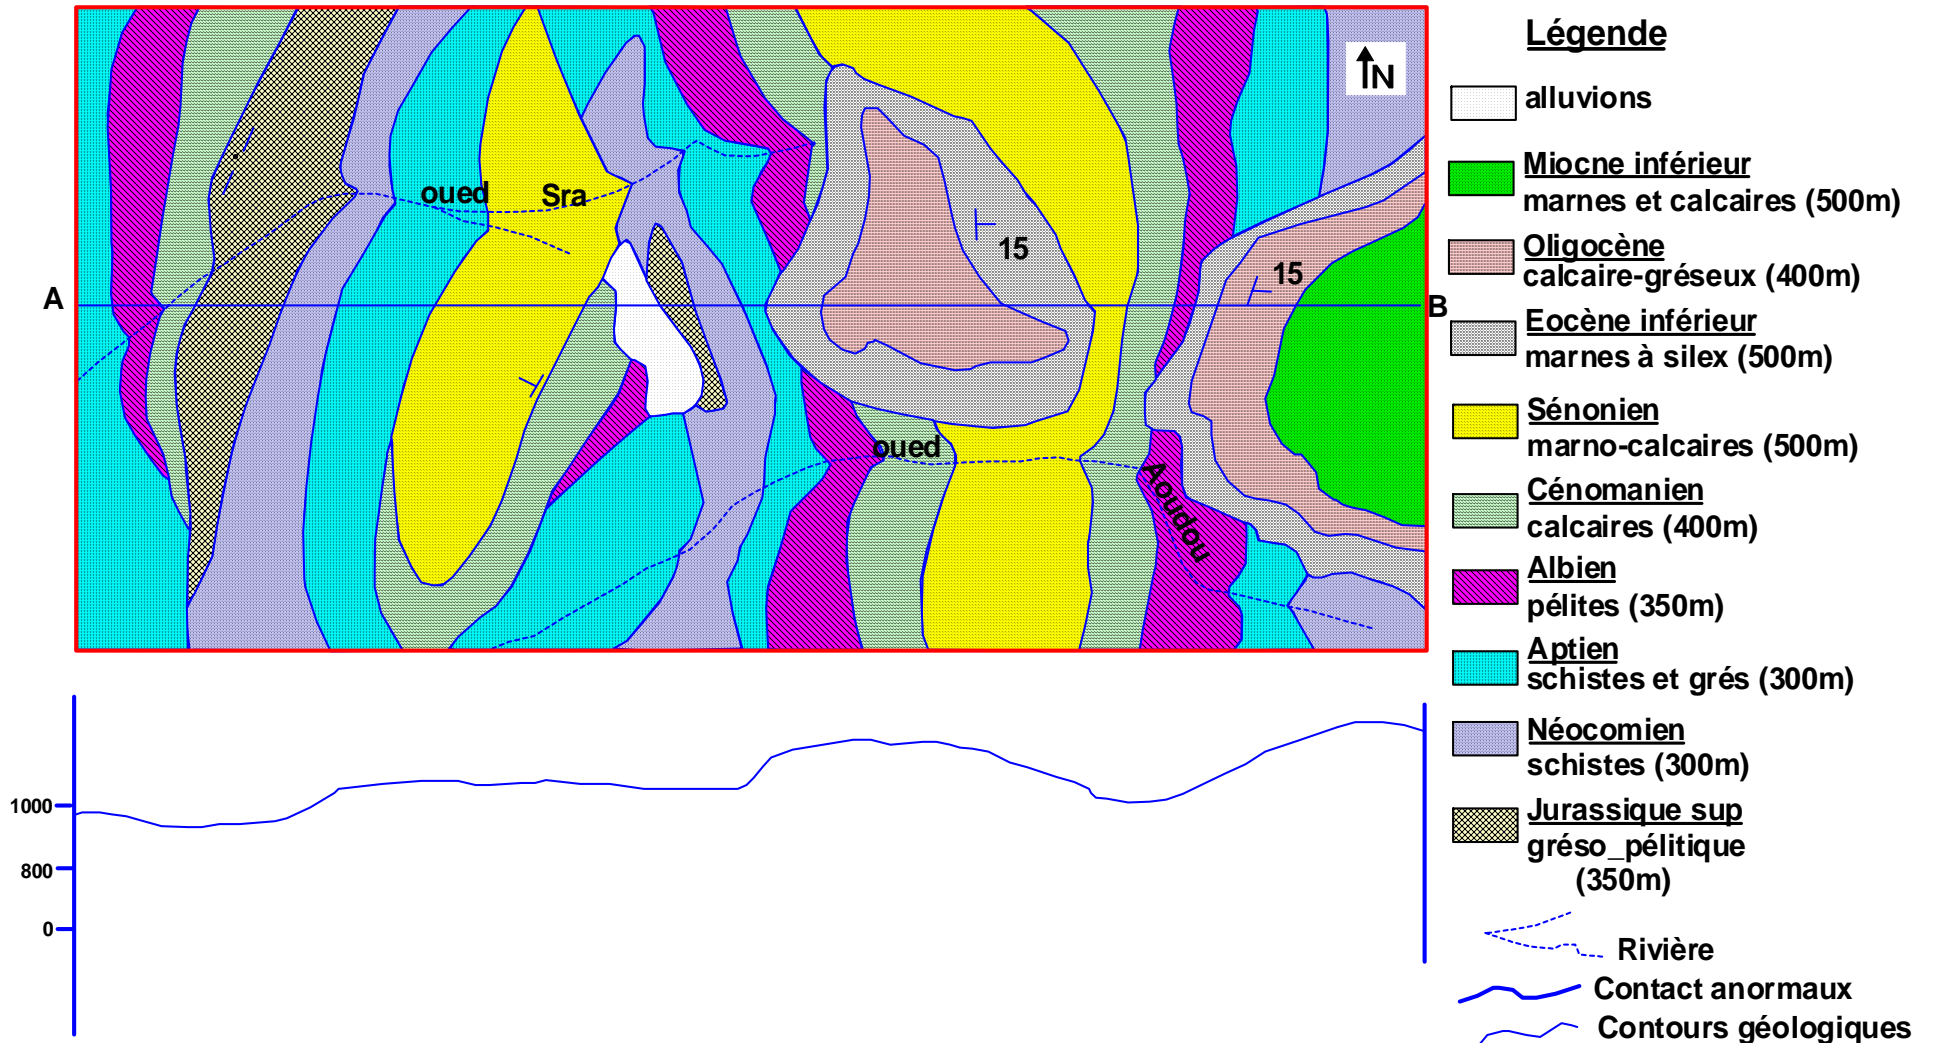 N
oued
Sra
15
15
A
B
oued
Aoudou
1000
800
0
Légende
alluvions
Miocne inférieur
marnes et calcaires (500m)
Oligocène
calcaire-gréseux (400m)
Eocène inférieur
marnes à silex (500m)
Sénonien
marno-calcaires (500m)
Cénomanien
calcaires (400m)
Albien
pélites (350m)
Aptien
schistes et grés (300m)
Néocomien
schistes (300m)
Jurassique sup
gréso_pélitique
(350m)
Rivière
Contact anormaux
Contours géologiques